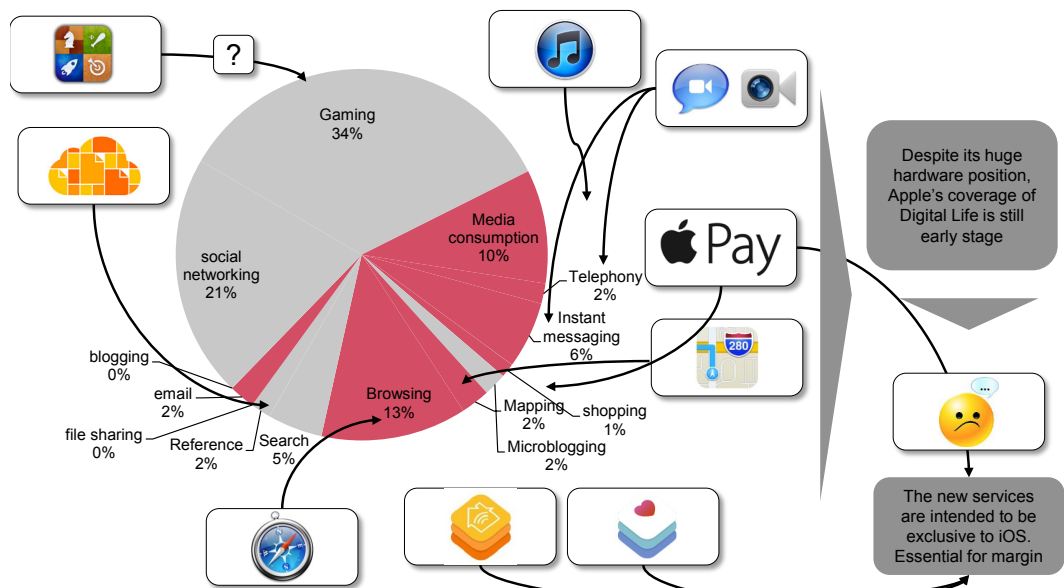 ?
Gaming
34%
Media
consumption
10%
Telephony
2%
Instant
messaging
6%
shopping
1%
Mapping
2%
Microblogging
2%
Browsing
13%
Search
5%
Reference
2%
file sharing
0%
email
2%
blogging
0%
social
networking
21%
Pay
280
Despite its huge
hardware position,
Apple’s coverage of
Digital Life is still
early stage
...
The new services
are intended to be
exclusive to iOS.
Essential for margin